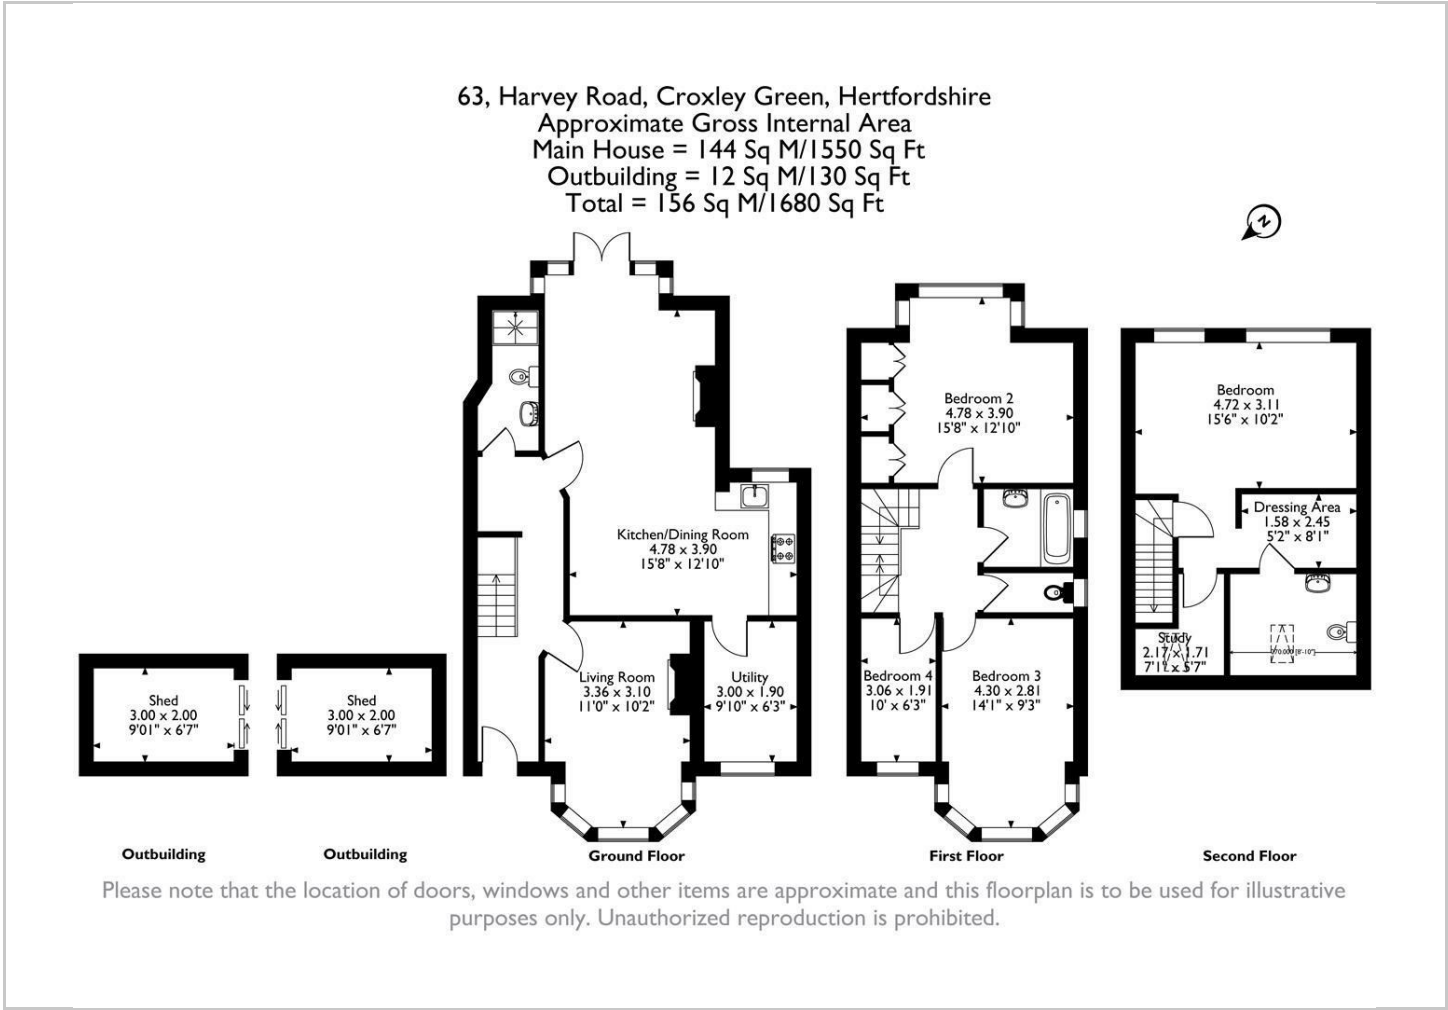 63, Harvey Road, Croxley Green, Hertfordshire
Approximate Gross Internal Area
Main House = 144 Sq M/1550 Sq Ft
Outbuilding = 12 Sq M/130 Sq Ft
Total = 156 Sq M/1680 Sq Ft
N
Kitchen/Dining Room
4.78 x 3.90
15'8" x 12'10"
Living Room
3.36 x 3.10
11'0" x 10'2"
Utility
3.00 x 1.90
9'10" x 6'3"
Bedroom 2
4.78 x 3.90
15'8" x 12'10"
Bedroom 4
3.06 x 1.91
10' x 6'3"
Bedroom 3
4.30 x 2.81
14'1" x 9'3"
Bedroom
4.72 x 3.11
15'6" x 10'2"
Dressing Area
1.58 x 2.45
5'2" x 8'1"
Study
2.17 x 1.71
7'1" x 5'7"
Shed
3.00 x 2.00
9'01" x 6'7"
Shed
3.00 x 2.00
9'01" x 6'7"
Outbuilding
Outbuilding
Ground Floor
First Floor
Second Floor
Please note that the location of doors, windows and other items are approximate and this floorplan is to be used for illustrative
purposes only. Unauthorized reproduction is prohibited.